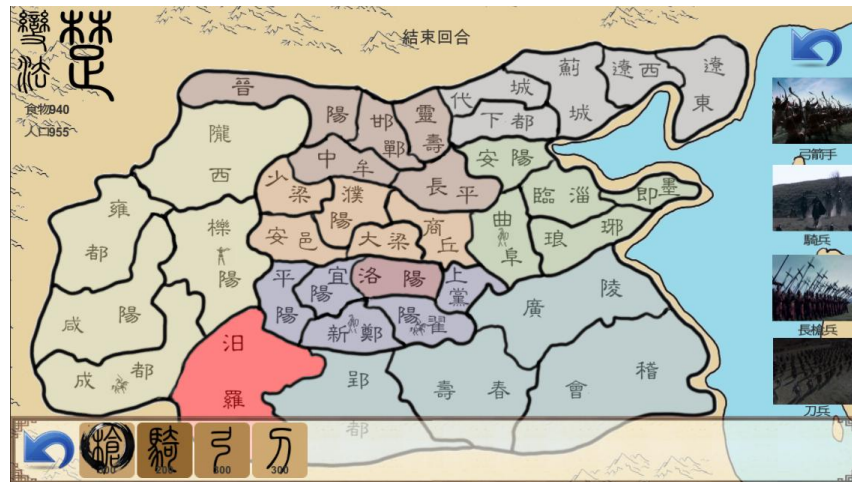 變法
楚
結束回合
食物940
人口955
薊城
遼西
遼東
代城
下都
晉陽
邯鄲
靈壽
隴西
中牟
安陽
少梁
濮陽
長平
臨淄
即墨
雍都
櫟陽
安邑
大梁
商丘
曲阜
琅琊
平陽
宜陽
洛陽
上黨
廣陵
咸陽
新鄭
陽翟
汨羅
成都
郢都
壽春
會稽
弓箭手
騎兵
長槍兵
刀兵
槍
騎 200
弓 300
刀 300